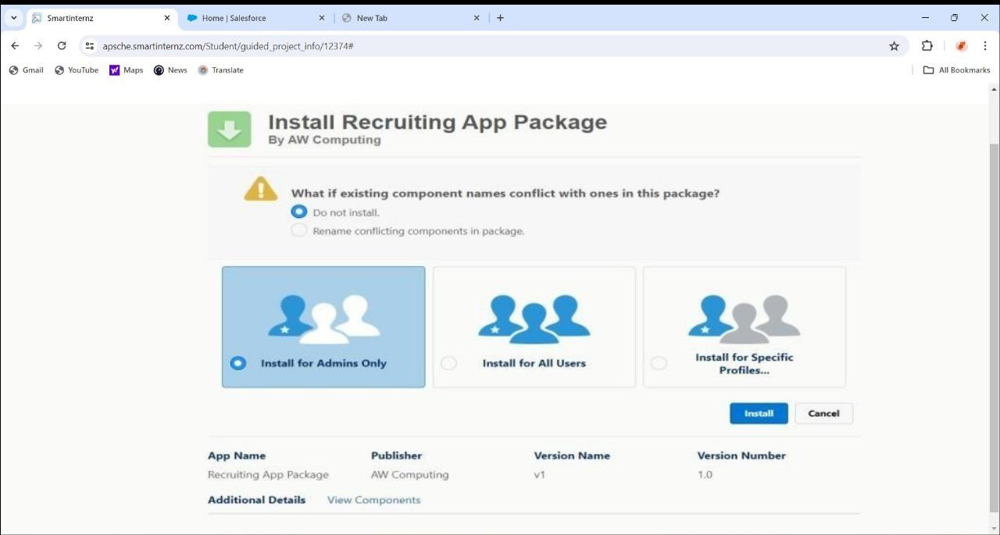 Smartinternz
Home | Salesforce
New Tab
apsche.smartinternz.com/Student/guided_project_info/12374#
Gmail
YouTube
Maps
News
Translate
All Bookmarks
Install Recruiting App Package
By AW Computing
What if existing component names conflict with ones in this package?
Do not install.
Rename conflicting components in package.
Install for Admins Only
Install for All Users
Install for Specific
Profiles...
Install
Cancel
App Name
Publisher
Version Name
Version Number
Recruiting App Package
AW Computing
v1
1.0
Additional Details
View Components